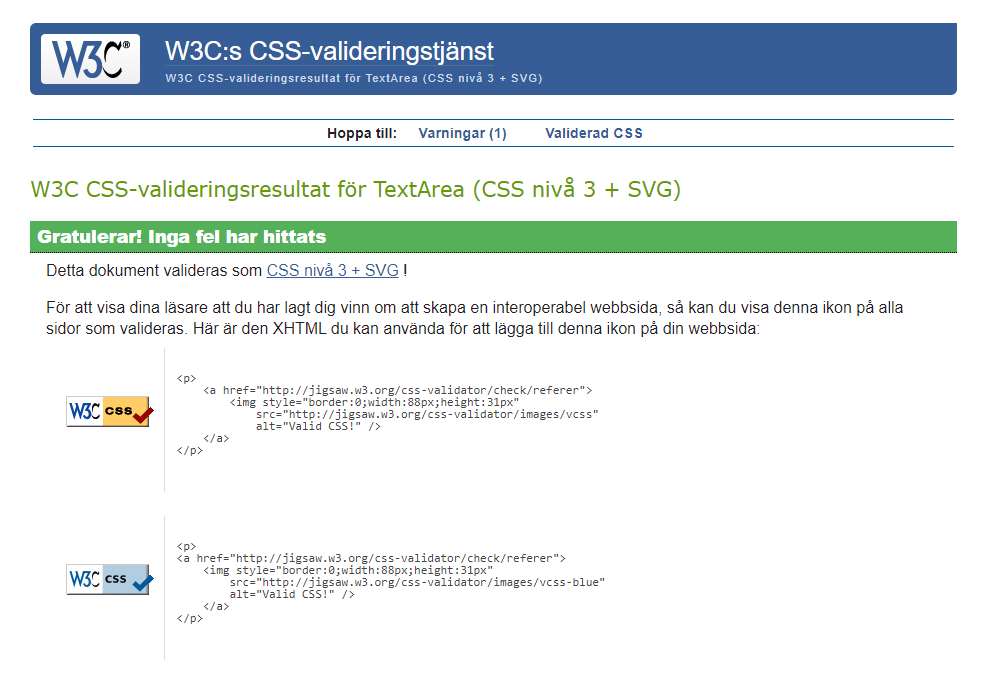 W3C®
W3C:s CSS-valideringstjänst
W3C CSS-valideringsresultat för TextArea (CSS nivå 3 + SVG)
Hoppa till: Varningar (1) Validerad CSS
W3C CSS-valideringsresultat för TextArea (CSS nivå 3 + SVG)
Gratulerar! Inga fel har hittats
Detta dokument valideras som CSS nivå 3 + SVG !
För att visa dina läsare att du har lagt dig vinn om att skapa en interoperabel webbsida, så kan du visa denna ikon på alla
sidor som valideras. Här är den XHTML du kan använda för att lägga till denna ikon på din webbsida:
W3C css
<p>
<a href="http://jigsaw.w3.org/css-validator/check/referer">
<img style="border:0;width:88px;height:31px"
src="http://jigsaw.w3.org/css-validator/images/vcss"
alt="Valid CSS!" />
</a>
</p>
W3C css
<p>
<a href="http://jigsaw.w3.org/css-validator/check/referer">
<img style="border:0;width:88px;height:31px"
src="http://jigsaw.w3.org/css-validator/images/vcss-blue"
alt="Valid CSS!" />
</a>
</p>